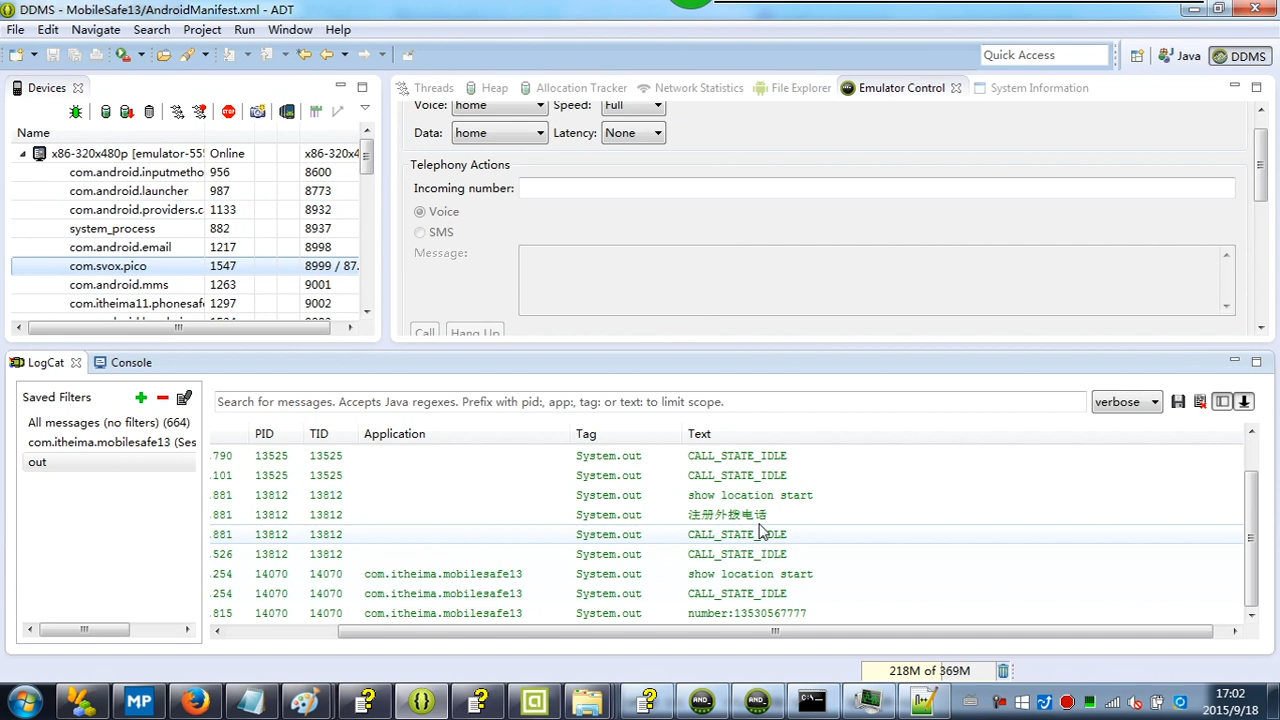 DDMS - MobileSafe13/AndroidManifest.xml - ADT
File Edit Navigate Search Project Run Window Help
Quick Access Java DDMS
Devices
Name
x86-320x480p [emulator-55 Online x86-320x4
com.android.inputmetho 956 8600
com.android.launcher 987 8773
com.android.providers.c 1133 8932
system_process 882 8937
com.android.email 1217 8998
com.svox.pico 1547 8999 / 87.
com.android.mms 1263 9001
com.itheima11.phonesaf 1297 9002
Threads Heap Allocation Tracker Network Statistics File Explorer Emulator Control System Information
Voice: home Speed: Full
Data: home Latency: None
Telephony Actions
Incoming number:
Voice
SMS
Message:
Call Hang Up
LogCat Console
Saved Filters
All messages (no filters) (664)
com.itheima.mobilesafe13 (Ses
out
Search for messages. Accepts Java regexes. Prefix with pid:, app:, tag: or text: to limit scope. verbose
PID TID Application Tag Text
.790 13525 13525 System.out CALL_STATE_IDLE
.101 13525 13525 System.out CALL_STATE_IDLE
.881 13812 13812 System.out show location start
.881 13812 13812 System.out 注册外拨电话
.881 13812 13812 System.out CALL_STATE_IDLE
.526 13812 13812 System.out CALL_STATE_IDLE
.254 14070 14070 com.itheima.mobilesafe13 System.out show location start
.254 14070 14070 com.itheima.mobilesafe13 System.out CALL_STATE_IDLE
.815 14070 14070 com.itheima.mobilesafe13 System.out number:13530567777
218M of 369M
MP
17:02
2015/9/18